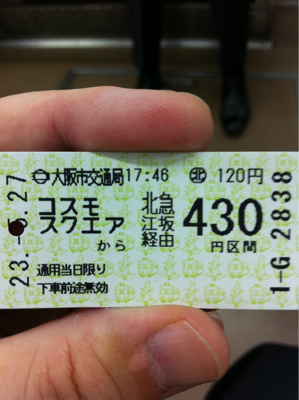 大阪市交通局 17:46 北 120円
コスモスクエア
から
北急
江坂
経由
430
円区間
通用当日限り
下車前途無効
23.-5.27
1-G 2838